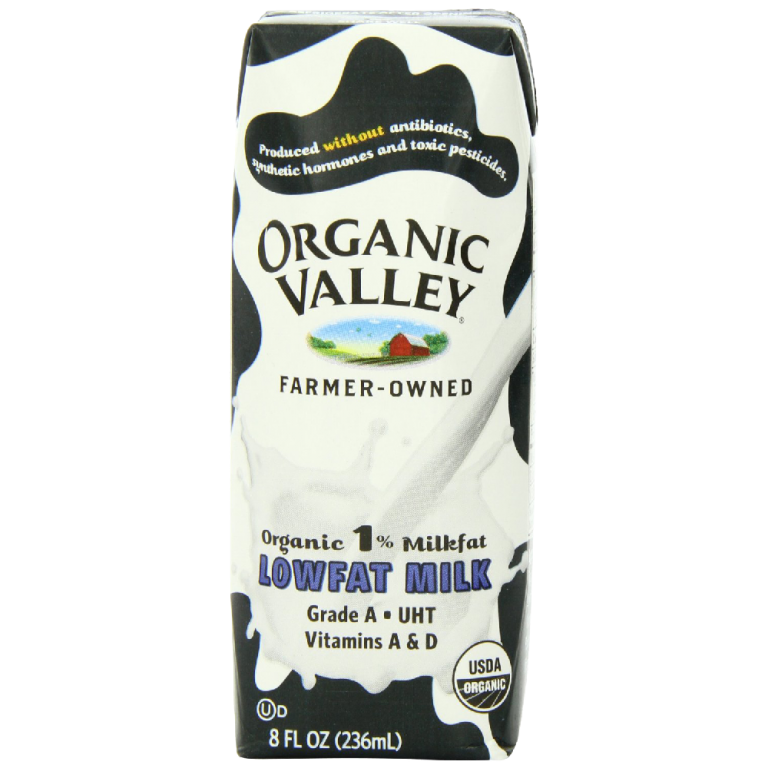 Produced without antibiotics,
synthetic hormones and toxic pesticides.
ORGANIC
VALLEY®
FARMER-OWNED
Organic 1% Milkfat
LOWFAT MILK
Grade A • UHT
Vitamins A & D
USDA
ORGANIC
Ⓤ D
8 FL OZ (236mL)